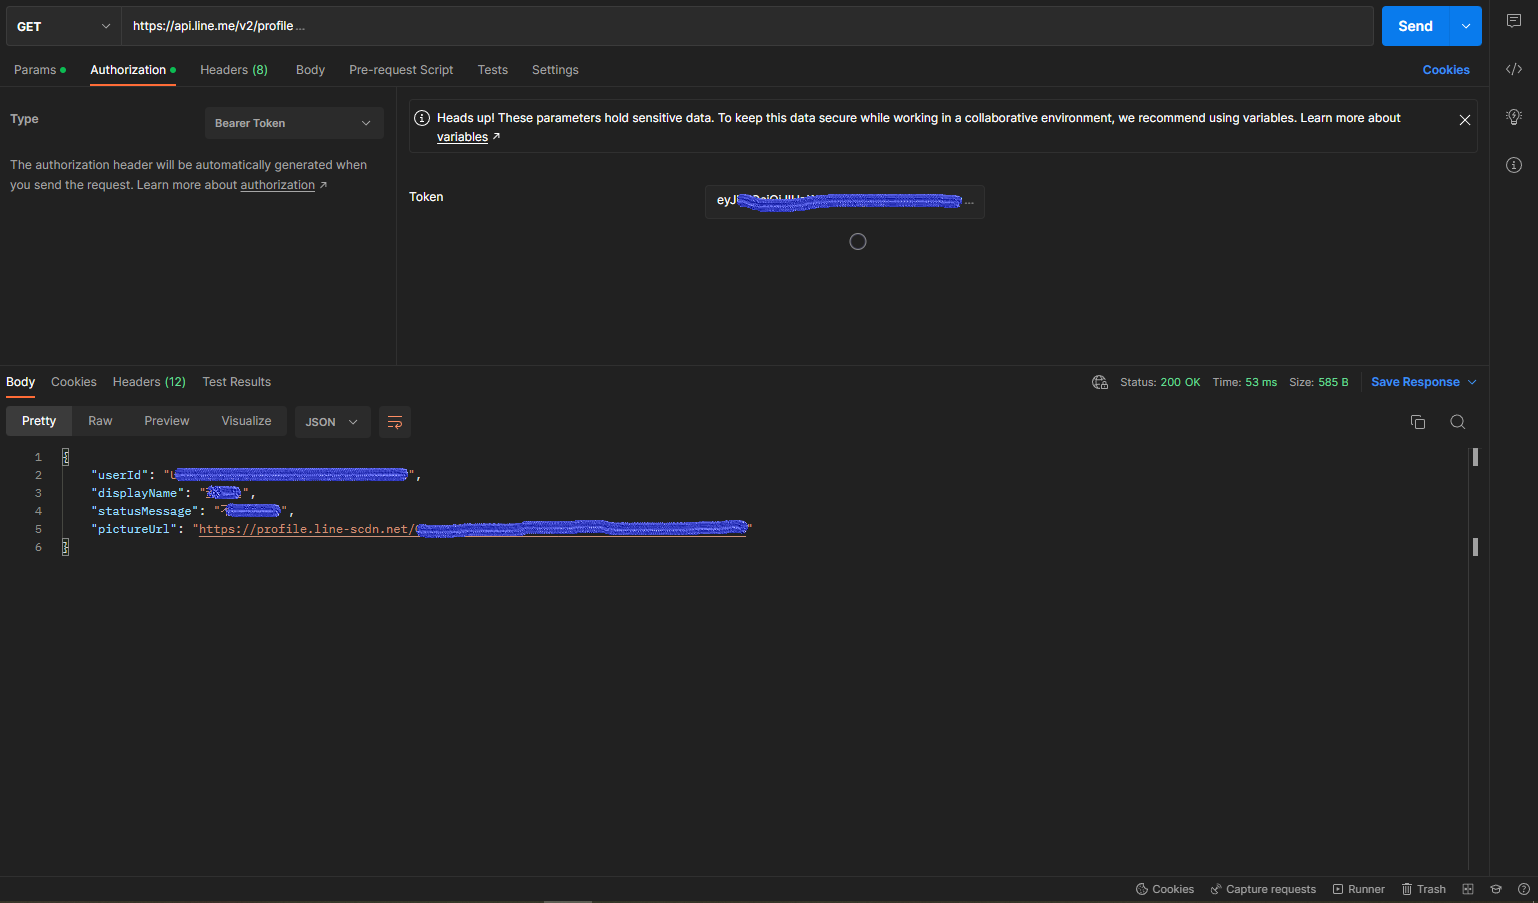 GET
https://api.line.me/v2/profile ...
Send
Params
Authorization
Headers (8)
Body
Pre-request Script
Tests
Settings
Cookies
Type
Bearer Token
The authorization header will be automatically generated when
you send the request. Learn more about authorization ↗
Heads up! These parameters hold sensitive data. To keep this data secure while working in a collaborative environment, we recommend using variables. Learn more about
variables ↗
Token
eyJ ...
Body
Cookies
Headers (12)
Test Results
Status: 200 OK
Time: 53 ms
Size: 585 B
Save Response
Pretty
Raw
Preview
Visualize
JSON
1 {
2 "userId": "U",
3 "displayName": "",
4 "statusMessage": "",
5 "pictureUrl": "https://profile.line-scdn.net/"
6 }
Cookies
Capture requests
Runner
Trash